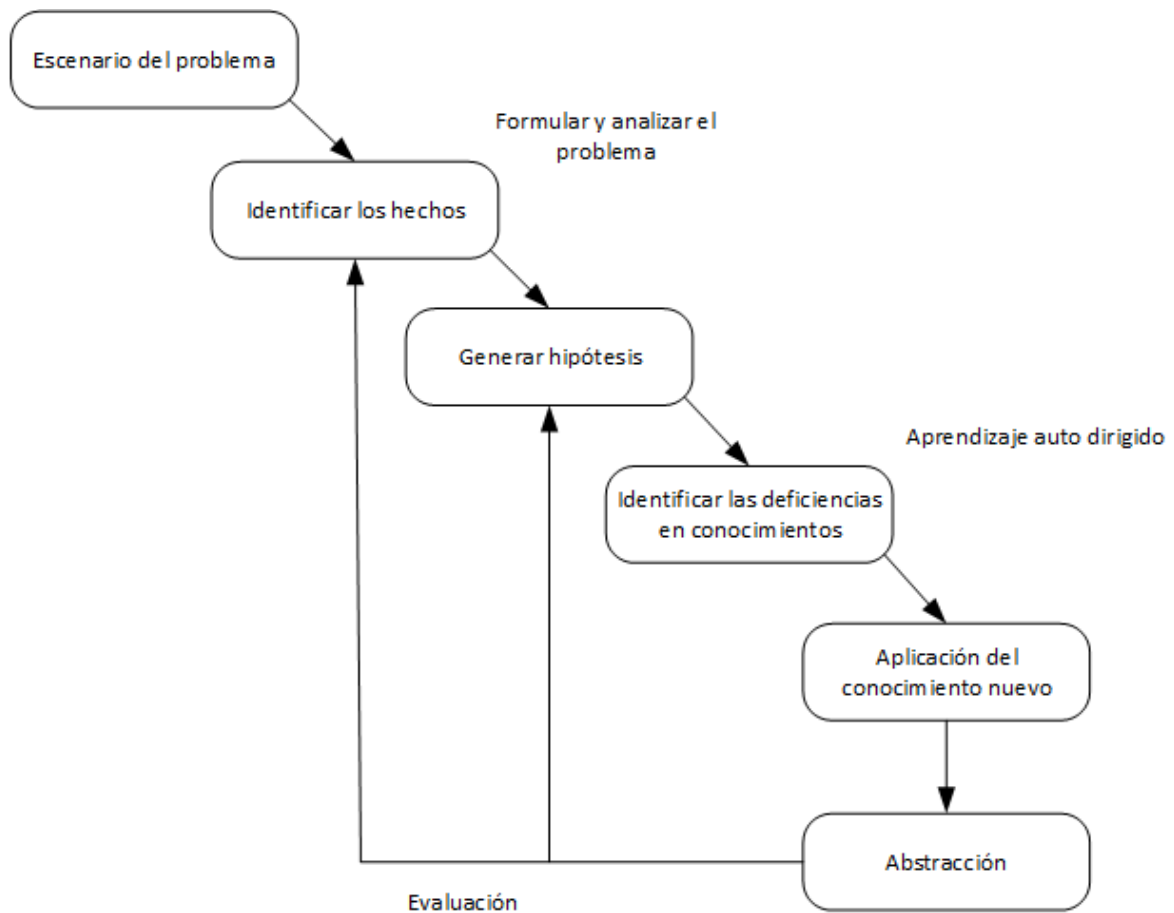 Escenario del problema
Formular y analizar el
problema
Identificar los hechos
Generar hipótesis
Aprendizaje auto dirigido
Identificar las deficiencias
en conocimientos
Aplicación del
conocimiento nuevo
Abstracción
Evaluación